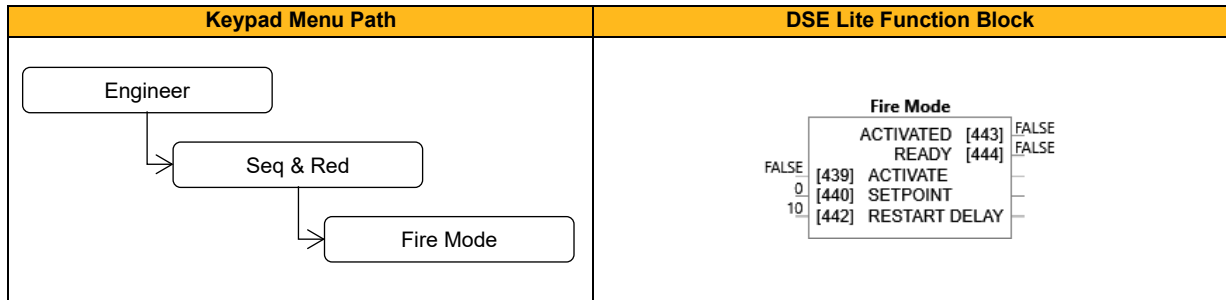 Keypad Menu Path
DSE Lite Function Block
Engineer
Seq & Red
Fire Mode
Fire Mode
ACTIVATED [443] FALSE
READY [444] FALSE
FALSE [439] ACTIVATE
0 [440] SETPOINT
10 [442] RESTART DELAY